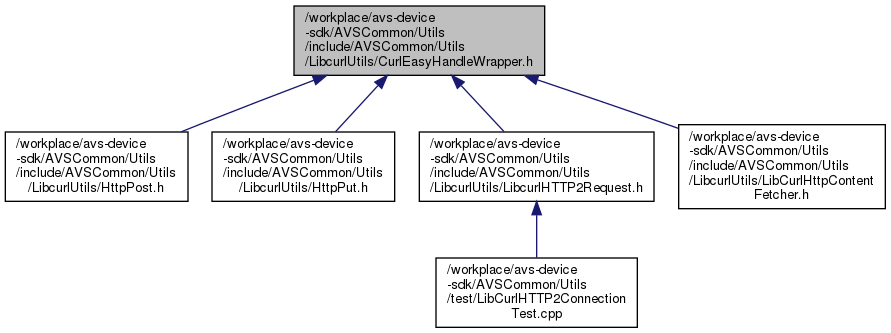 /workplace/avs-device
-sdk/AVSCommon/Utils
/include/AVSCommon/Utils
/LibcurlUtils/CurlEasyHandleWrapper.h
/workplace/avs-device
-sdk/AVSCommon/Utils
/include/AVSCommon/Utils
/LibcurlUtils/HttpPost.h
/workplace/avs-device
-sdk/AVSCommon/Utils
/include/AVSCommon/Utils
/LibcurlUtils/HttpPut.h
/workplace/avs-device
-sdk/AVSCommon/Utils
/include/AVSCommon/Utils
/LibcurlUtils/LibcurlHTTP2Request.h
/workplace/avs-device
-sdk/AVSCommon/Utils
/include/AVSCommon/Utils
/LibcurlUtils/LibCurlHttpContent
Fetcher.h
/workplace/avs-device
-sdk/AVSCommon/Utils
/test/LibCurlHTTP2Connection
Test.cpp